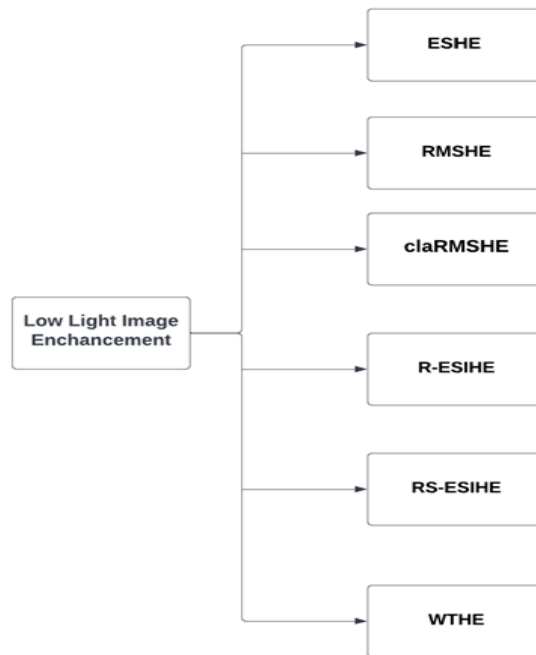 ESHE
RMSHE
claRMSHE
Low Light Image
Enchancement
R-ESIHE
RS-ESIHE
WTHE